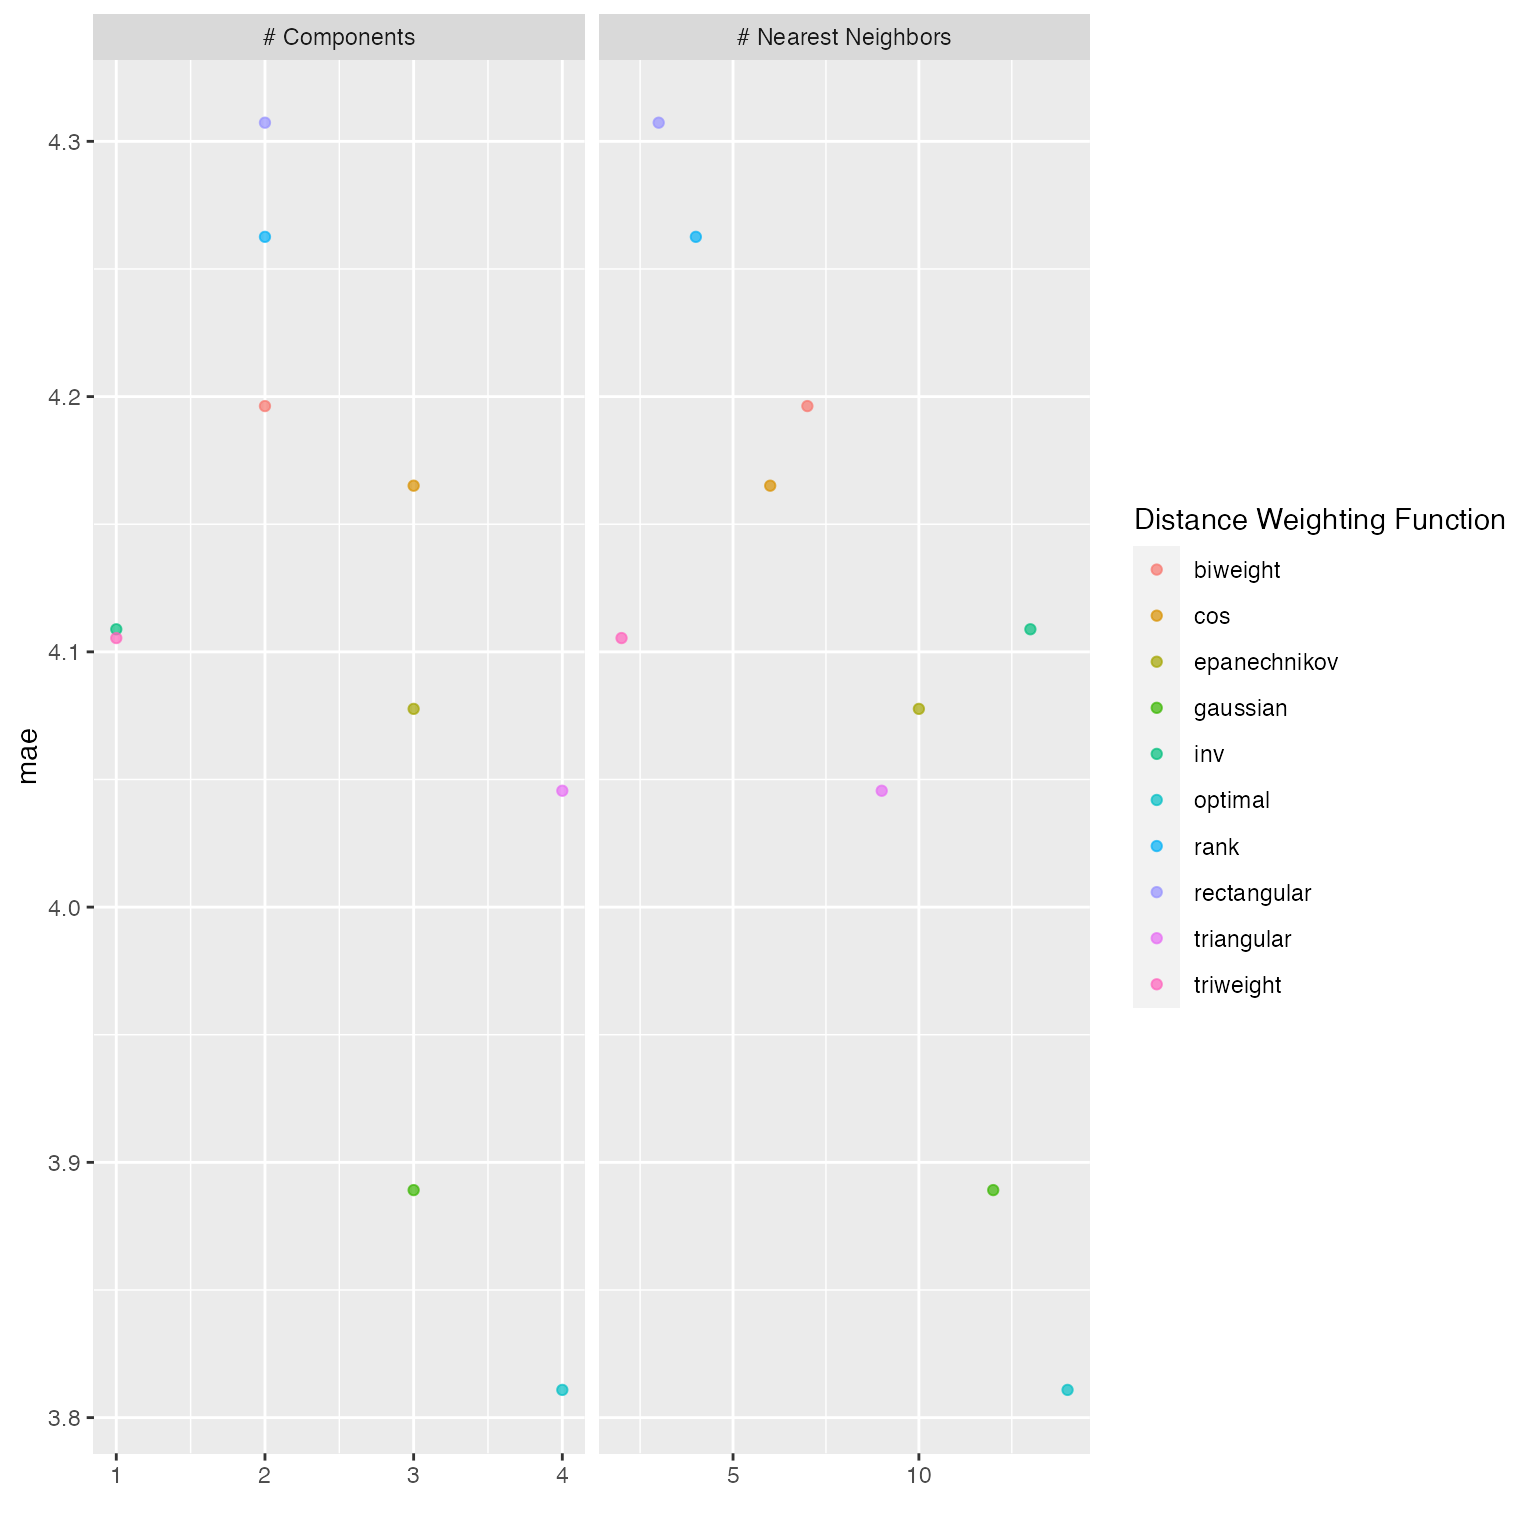 # Components
# Nearest Neighbors
4.3
4.2
4.1
4.0
3.9
3.8
mae
1
2
3
4
5
10
Distance Weighting Function
biweight
cos
epanechnikov
gaussian
inv
optimal
rank
rectangular
triangular
triweight